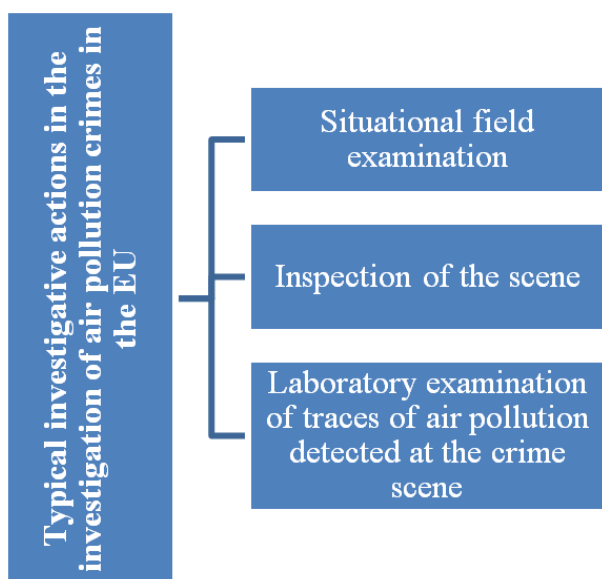 Typical investigative actions in the
investigation of air pollution crimes in
the EU
Situational field
examination
Inspection of the scene
Laboratory examination
of traces of air pollution
detected at the crime
scene